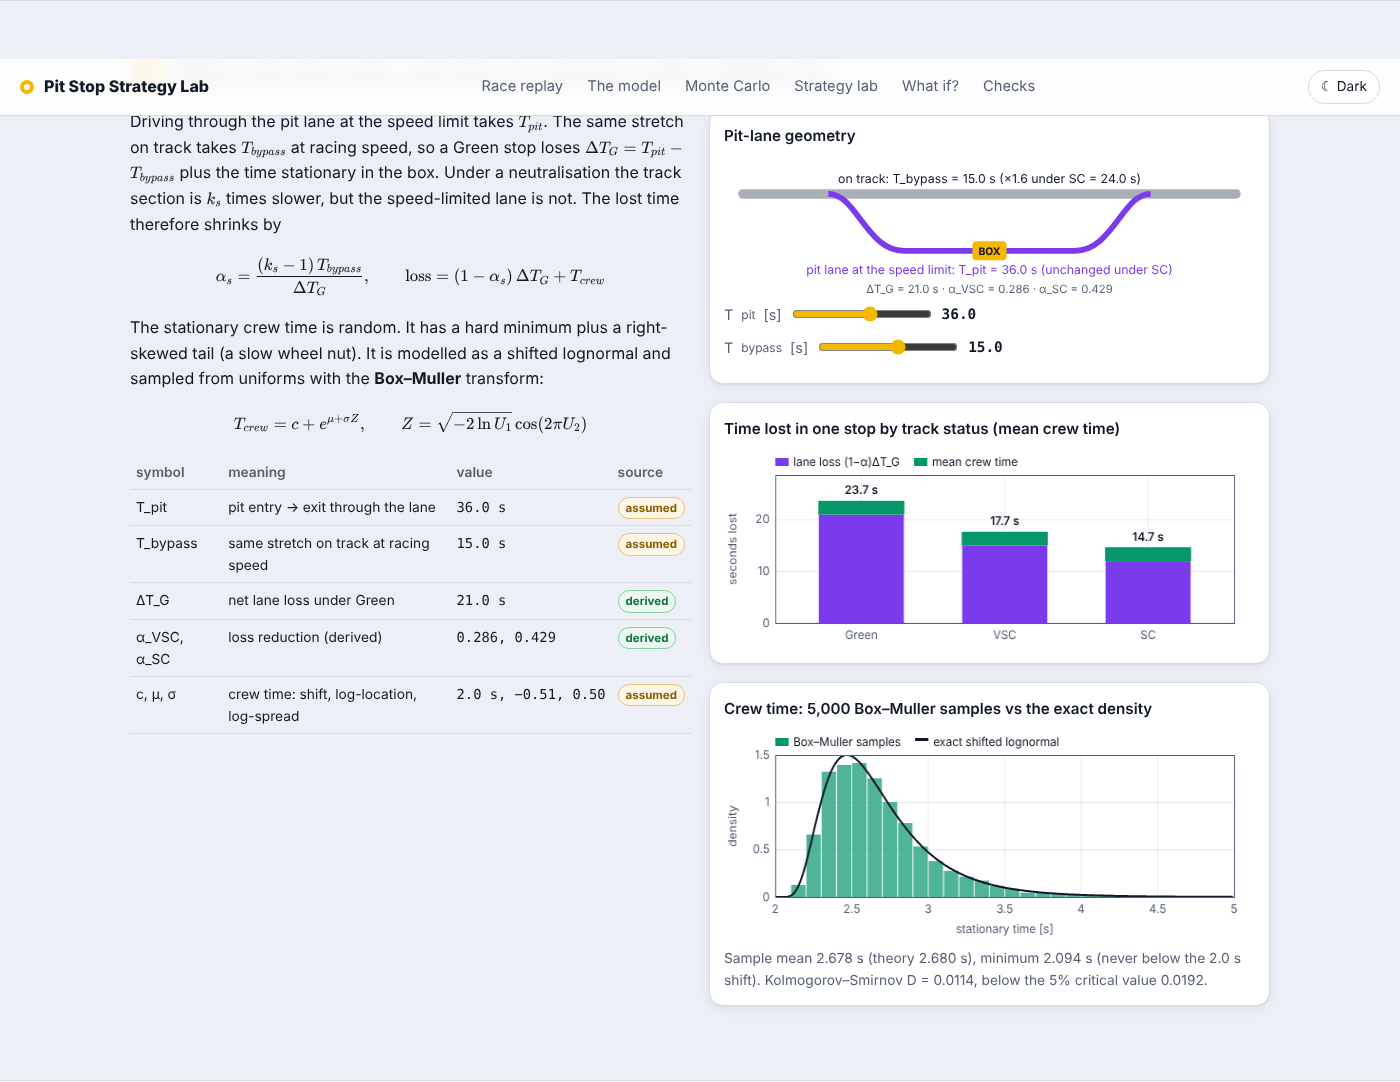 Pit Stop Strategy Lab
Race replay The model Monte Carlo Strategy lab What if? Checks
☾ Dark
Driving through the pit lane at the speed limit takes T_pit. The same stretch
on track takes T_bypass at racing speed, so a Green stop loses ΔT_G = T_pit −
T_bypass plus the time stationary in the box. Under a neutralisation the track
section is k_s times slower, but the speed-limited lane is not. The lost time
therefore shrinks by
α_s = (k_s − 1) T_bypass / ΔT_G, loss = (1 − α_s) ΔT_G + T_crew
The stationary crew time is random. It has a hard minimum plus a right-
skewed tail (a slow wheel nut). It is modelled as a shifted lognormal and
sampled from uniforms with the Box–Muller transform:
T_crew = c + e^{μ+σZ}, Z = √(−2 ln U_1) cos(2πU_2)
symbol meaning value source
T_pit pit entry → exit through the lane 36.0 s assumed
T_bypass same stretch on track at racing 15.0 s assumed
speed
ΔT_G net lane loss under Green 21.0 s derived
α_VSC, loss reduction (derived) 0.286, 0.429 derived
α_SC
c, μ, σ crew time: shift, log-location, 2.0 s, −0.51, 0.50 assumed
log-spread
Pit-lane geometry
on track: T_bypass = 15.0 s (×1.6 under SC = 24.0 s)
BOX
pit lane at the speed limit: T_pit = 36.0 s (unchanged under SC)
ΔT_G = 21.0 s · α_VSC = 0.286 · α_SC = 0.429
T pit [s] 36.0
T bypass [s] 15.0
Time lost in one stop by track status (mean crew time)
lane loss (1−α)ΔT_G mean crew time
23.7 s
17.7 s
14.7 s
seconds lost
20
10
0
Green VSC SC
Crew time: 5,000 Box–Muller samples vs the exact density
Box–Muller samples exact shifted lognormal
density
1.5
1
0.5
0
2 2.5 3 3.5 4 4.5 5
stationary time [s]
Sample mean 2.678 s (theory 2.680 s), minimum 2.094 s (never below the 2.0 s
shift). Kolmogorov–Smirnov D = 0.0114, below the 5% critical value 0.0192.